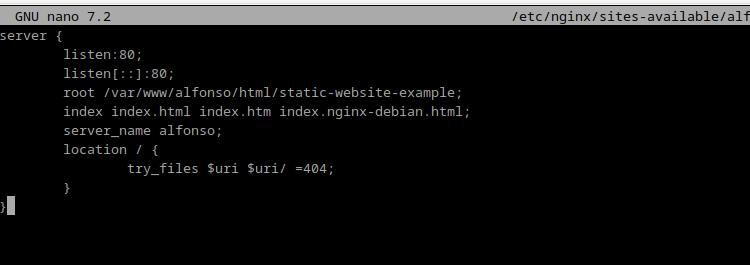 GNU nano 7.2 /etc/nginx/sites-available/alf
server {
listen:80;
listen[::]:80;
root /var/www/alfonso/html/static-website-example;
index index.html index.htm index.nginx-debian.html;
server_name alfonso;
location / {
try_files $uri $uri/ =404;
}
}